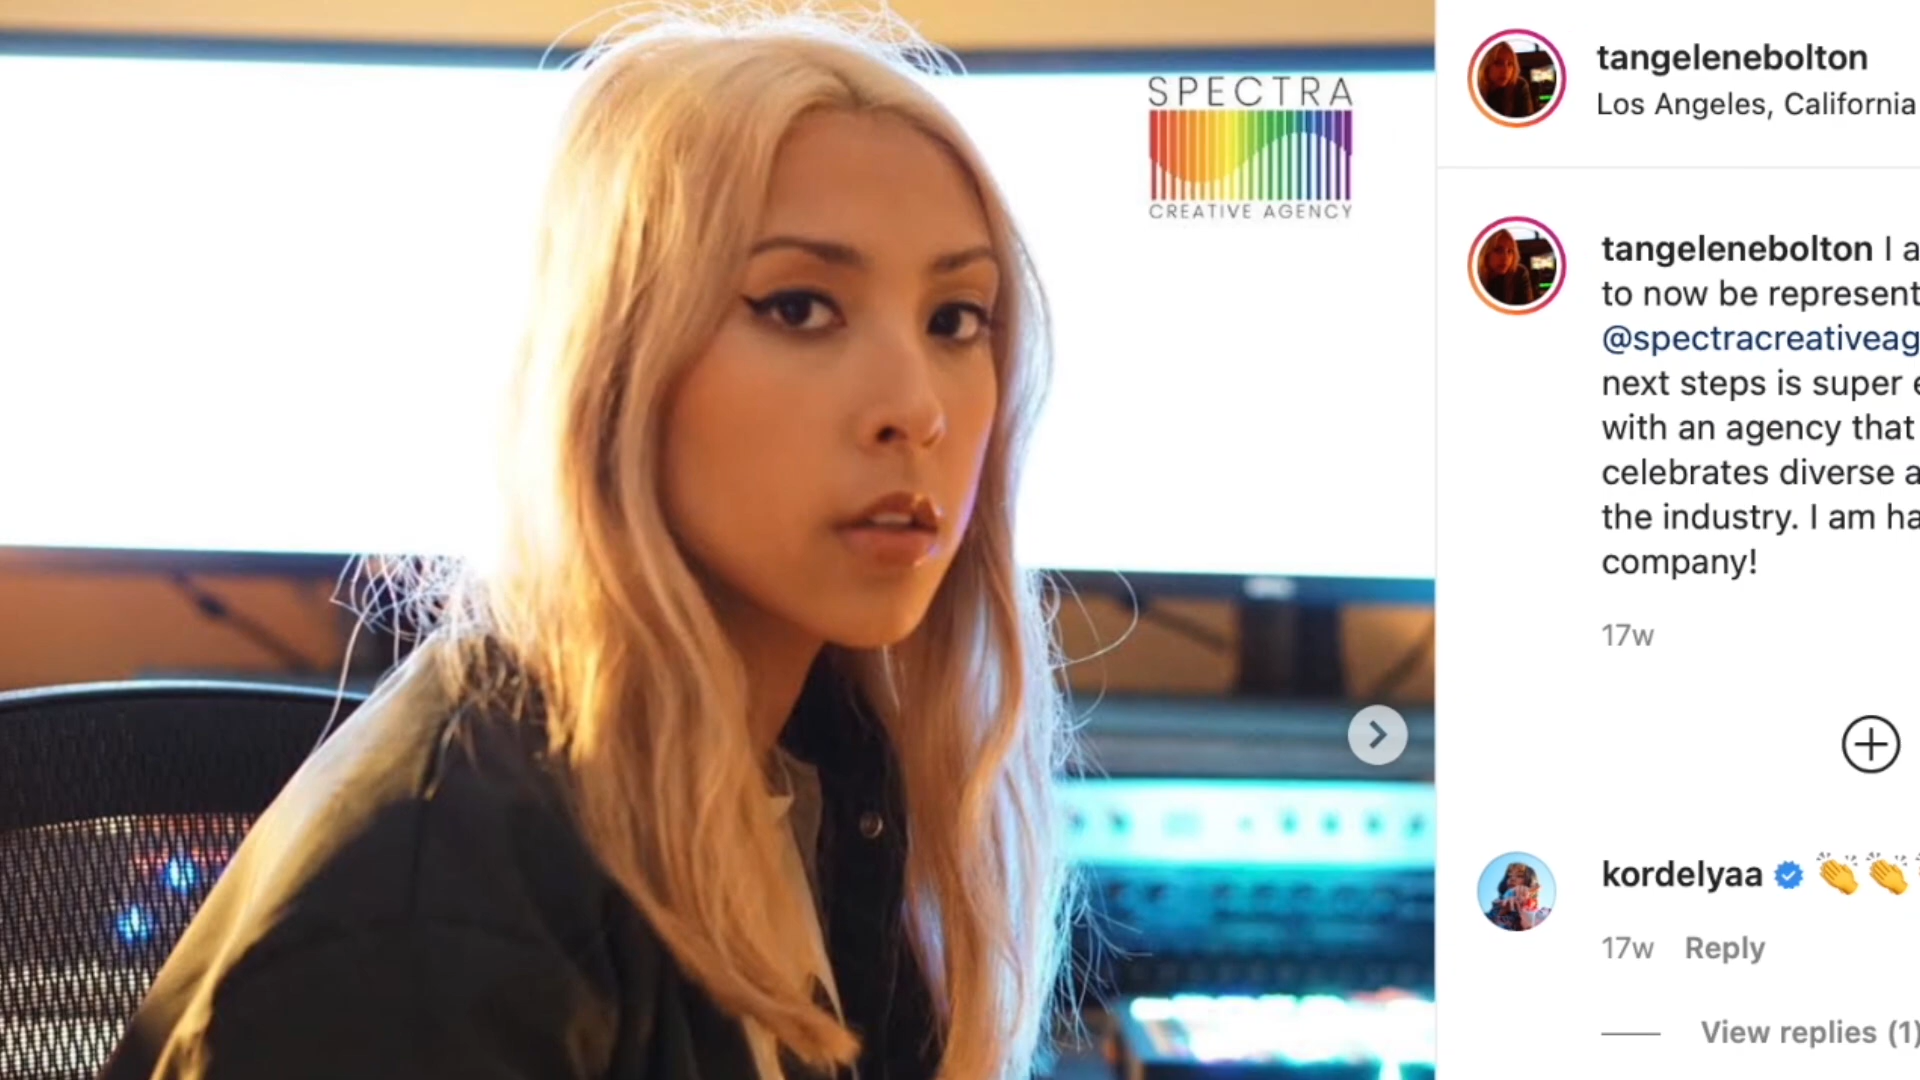 SPECTRA
CREATIVE AGENCY
tangelenebolton
Los Angeles, California
tangelenebolton I a
to now be represent
@spectracreativeag
next steps is super e
with an agency that
celebrates diverse a
the industry. I am ha
company!
17w
kordelyaa 👏👏
17w Reply
View replies (1)